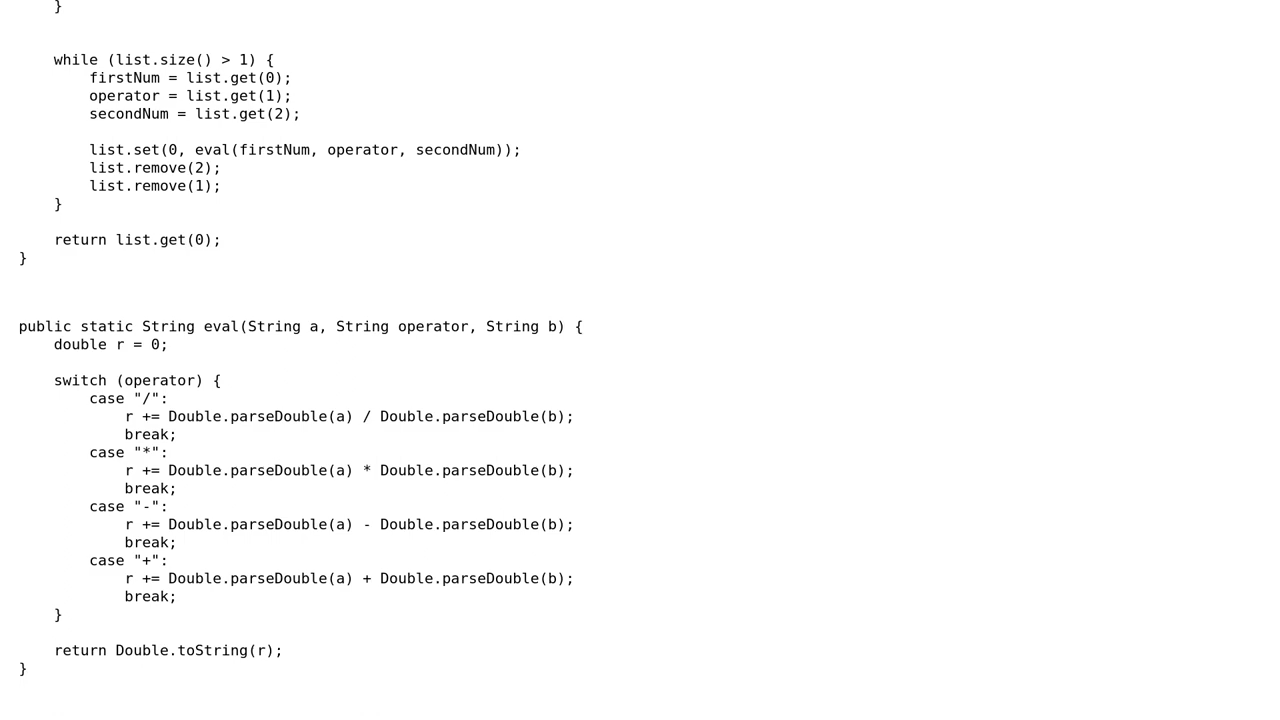 }
    while (list.size() > 1) {
        firstNum = list.get(0);
        operator = list.get(1);
        secondNum = list.get(2);
        list.set(0, eval(firstNum, operator, secondNum));
        list.remove(2);
        list.remove(1);
    }
    return list.get(0);
}
public static String eval(String a, String operator, String b) {
    double r = 0;
    switch (operator) {
        case "/":
            r += Double.parseDouble(a) / Double.parseDouble(b);
            break;
        case "*":
            r += Double.parseDouble(a) * Double.parseDouble(b);
            break;
        case "-":
            r += Double.parseDouble(a) - Double.parseDouble(b);
            break;
        case "+":
            r += Double.parseDouble(a) + Double.parseDouble(b);
            break;
    }
    return Double.toString(r);
}